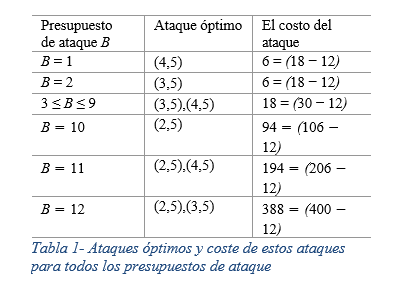 Presupuesto de ataque B | Ataque óptimo | El costo del ataque
B = 1 | (4,5) | 6 = (18 − 12)
B = 2 | (3,5) | 6 = (18 − 12)
3 ≤ B ≤ 9 | (3,5),(4,5) | 18 = (30 − 12)
B = 10 | (2,5) | 94 = (106 − 12)
B = 11 | (2,5),(4,5) | 194 = (206 − 12)
B = 12 | (2,5),(3,5) | 388 = (400 − 12)
Tabla 1- Ataques óptimos y coste de estos ataques
para todos los presupuestos de ataque